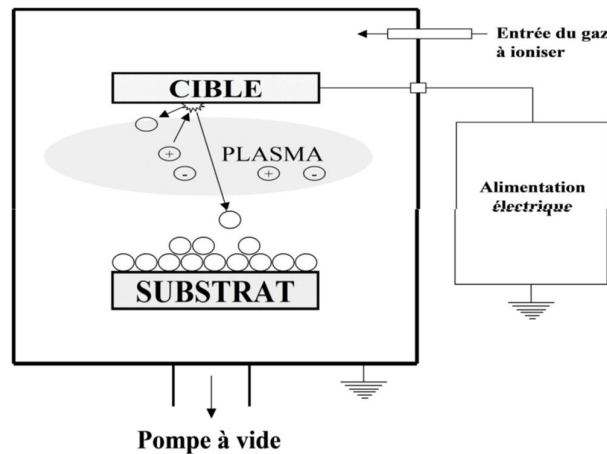 Entrée du gaz
à ioniser
CIBLE
PLASMA
+
-
+
-
Alimentation
électrique
SUBSTRAT
Pompe à vide